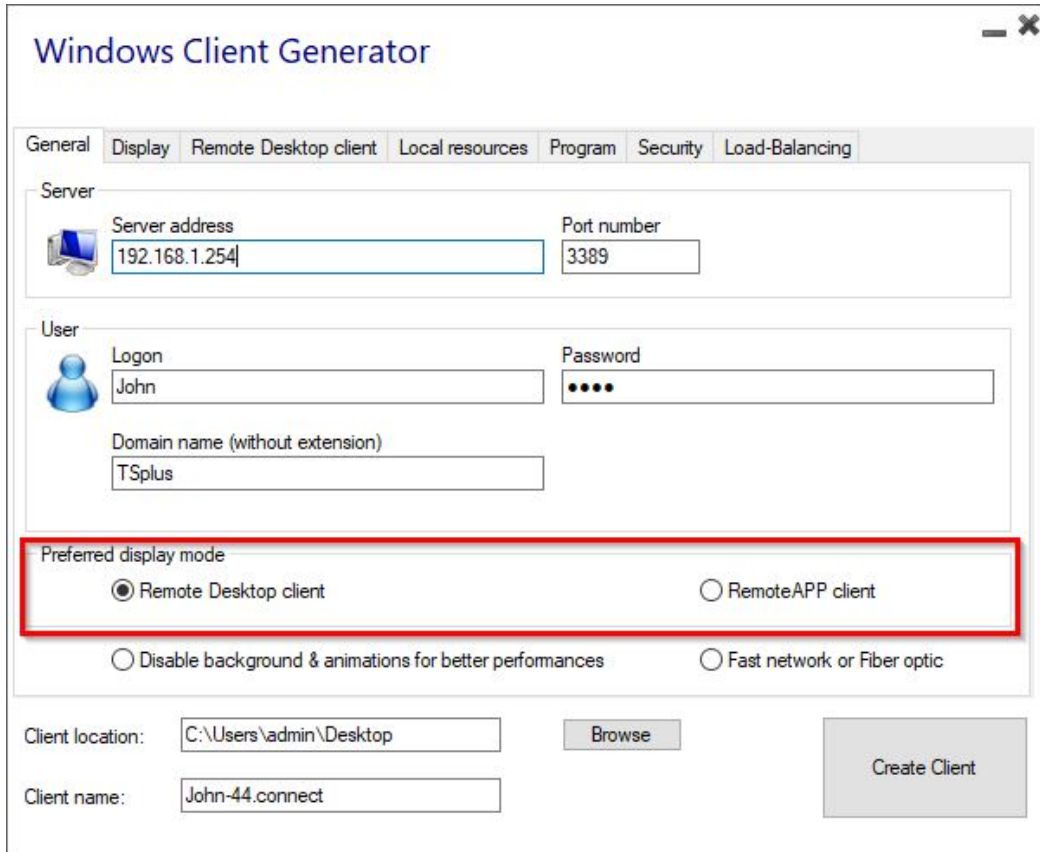 Windows Client Generator
General Display Remote Desktop client Local resources Program Security Load-Balancing
Server
Server address Port number
192.168.1.254 3389
User
Logon Password
John ●●●●
Domain name (without extension)
TSplus
Preferred display mode
Remote Desktop client RemoteAPP client
Disable background & animations for better performances Fast network or Fiber optic
Client location: C:\Users\admin\Desktop Browse
Create Client
Client name: John-44.connect